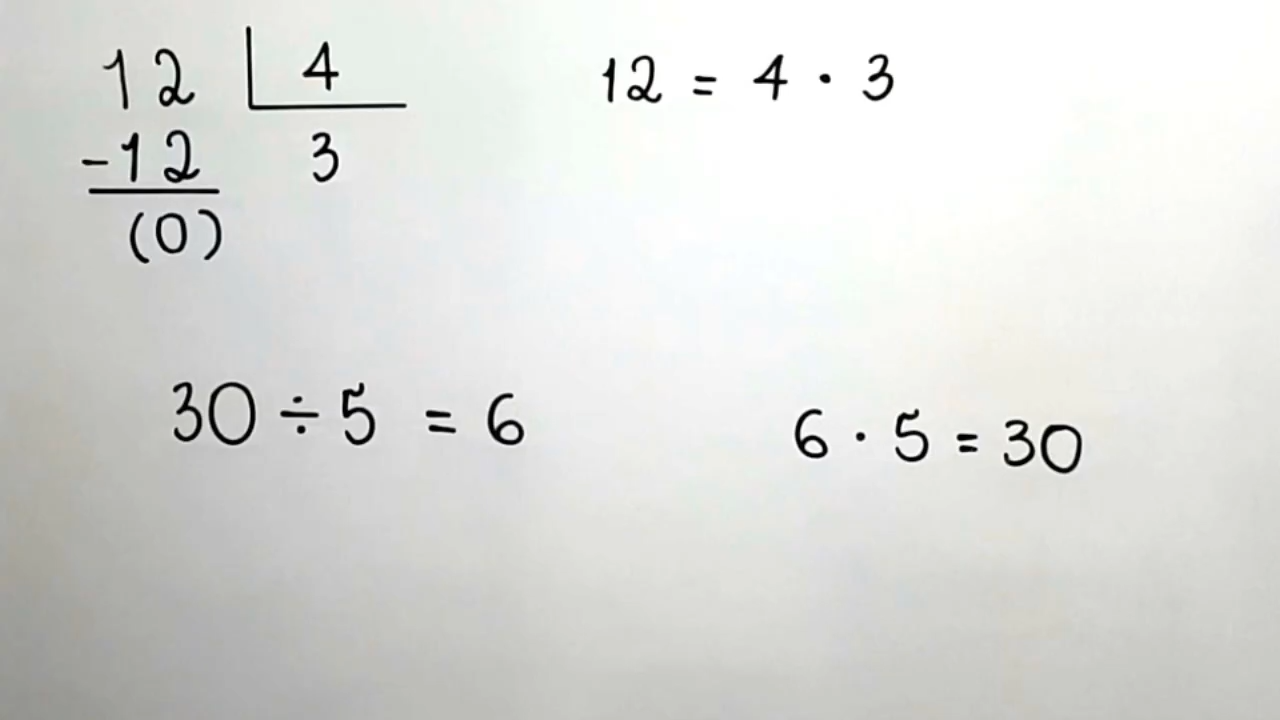 12 4 12 = 4 · 3
-12 3
(0)
30 ÷ 5 = 6 6 · 5 = 30